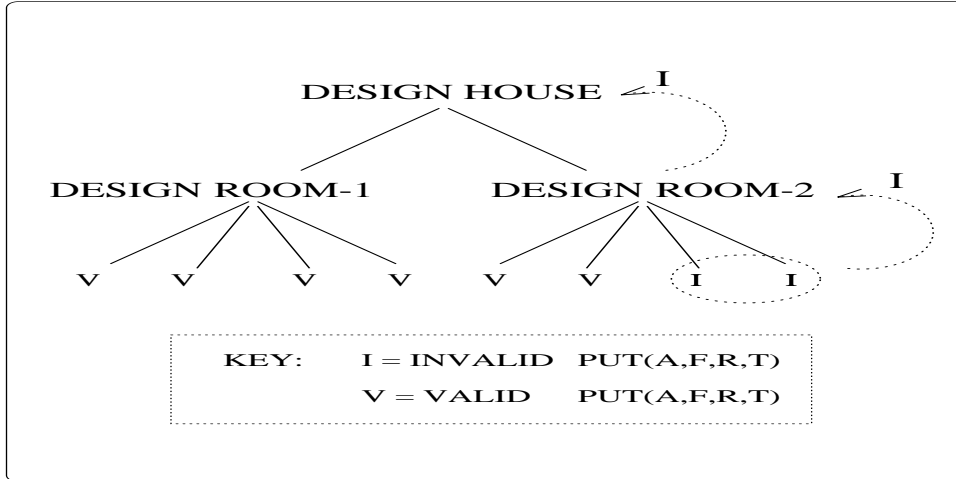 I
DESIGN HOUSE
I
DESIGN ROOM-1 DESIGN ROOM-2
V V V V V V I I
KEY: I = INVALID PUT(A,F,R,T)
V = VALID PUT(A,F,R,T)